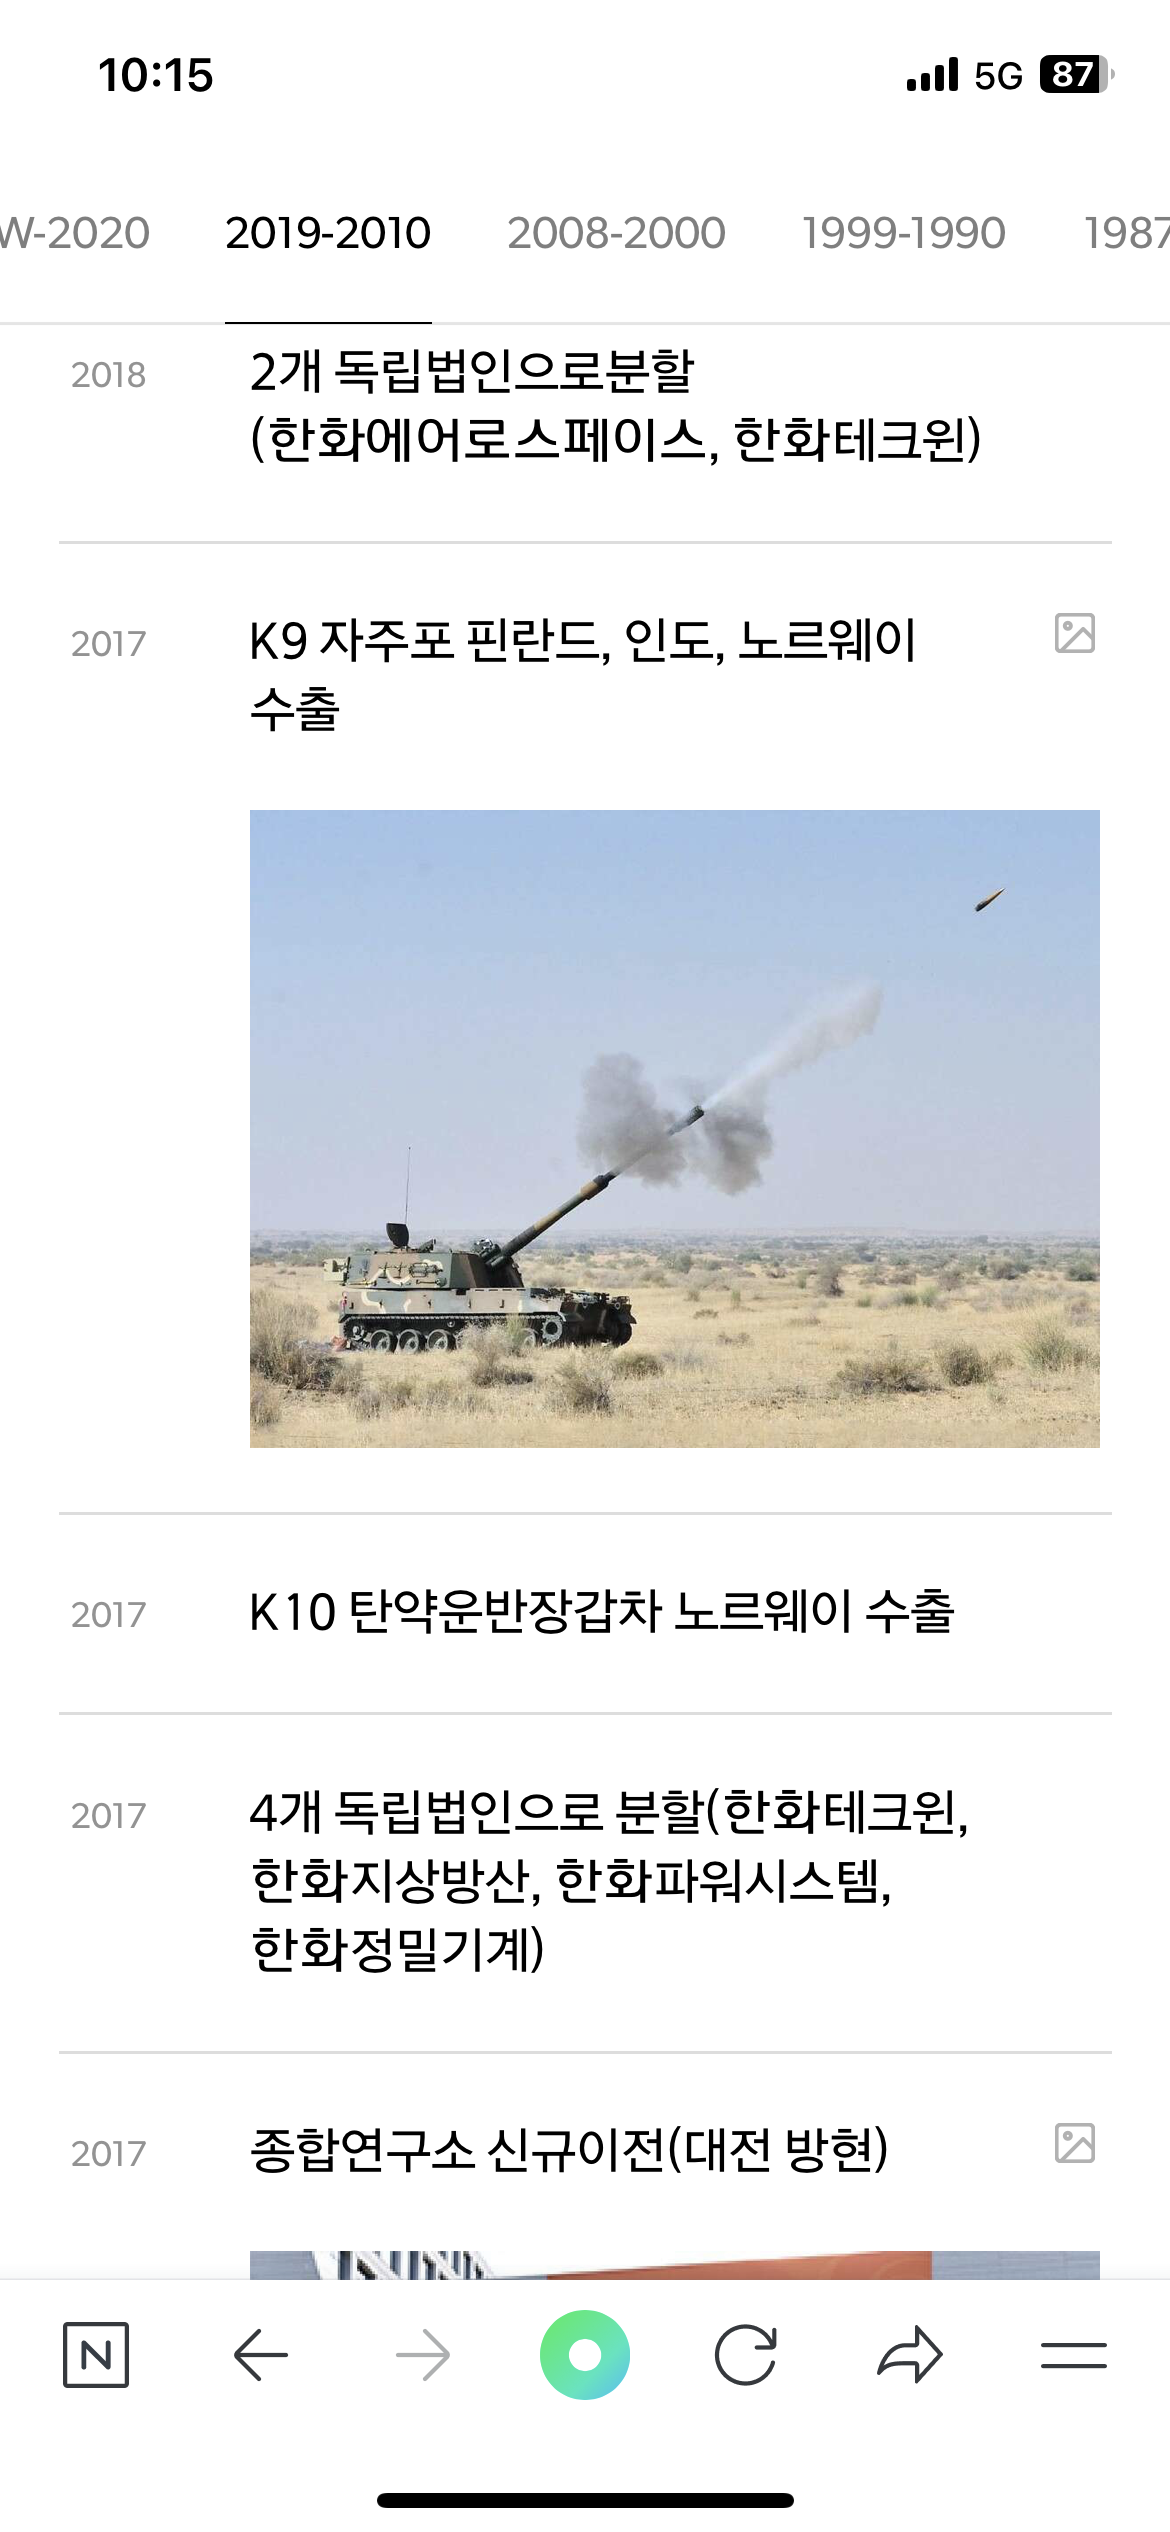 10:15
5G
87
W-2020 2019-2010 2008-2000 1999-1990 1987
2018
2개 독립법인으로분할
(한화에어로스페이스, 한화테크윈)
2017
K9 자주포 핀란드, 인도, 노르웨이
수출
2017
K10 탄약운반장갑차 노르웨이 수출
2017
4개 독립법인으로 분할(한화테크윈,
한화지상방산, 한화파워시스템,
한화정밀기계)
2017
종합연구소 신규이전(대전 방현)
N